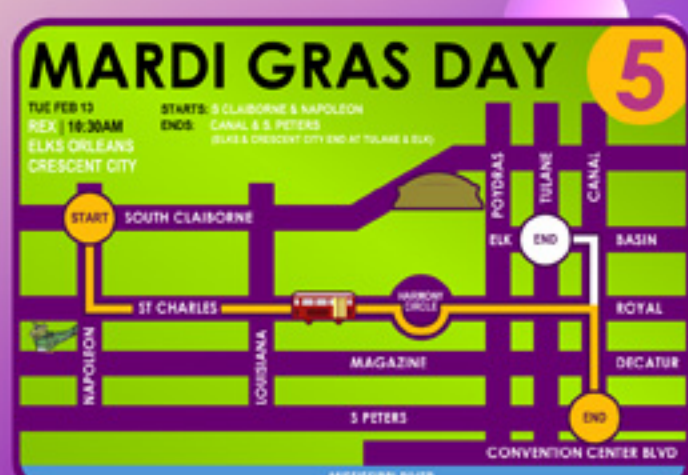 MARDI GRAS DAY
5
TUE FEB 13
REX | 10:30AM
ELKS ORLEANS
CRESCENT CITY
STARTS: S CLAIBORNE & NAPOLEON
ENDS: CANAL & S. PETERS
(ELKS & CRESCENT CITY END AT TULANE & ELK)
POYDRAS
TULANE
CANAL
START
SOUTH CLAIBORNE
ELK
END
BASIN
ST CHARLES
HARMONY
CIRCLE
ROYAL
NAPOLEON
LOUISIANA
MAGAZINE
DECATUR
S PETERS
END
CONVENTION CENTER BLVD
MISSISSIPPI RIVER